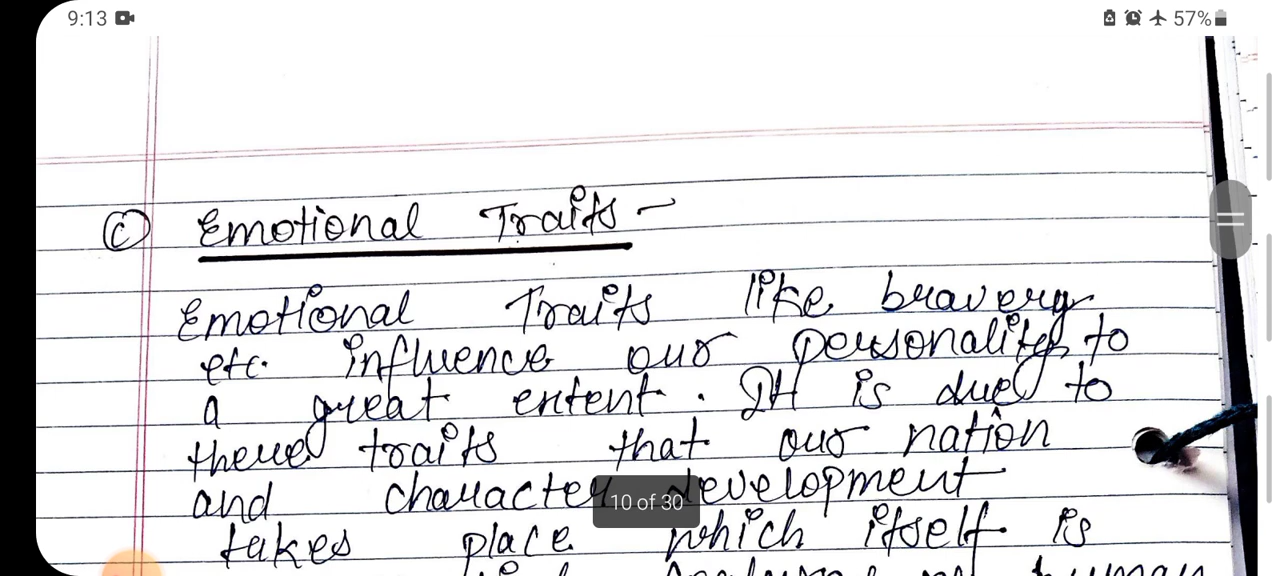 9:13
57%
C Emotional Traits -
Emotional Traits like bravery
etc. influence our personality to
a great extent. It is due to
these traits that our nation
and character development
10 of 30
takes place which itself is
human